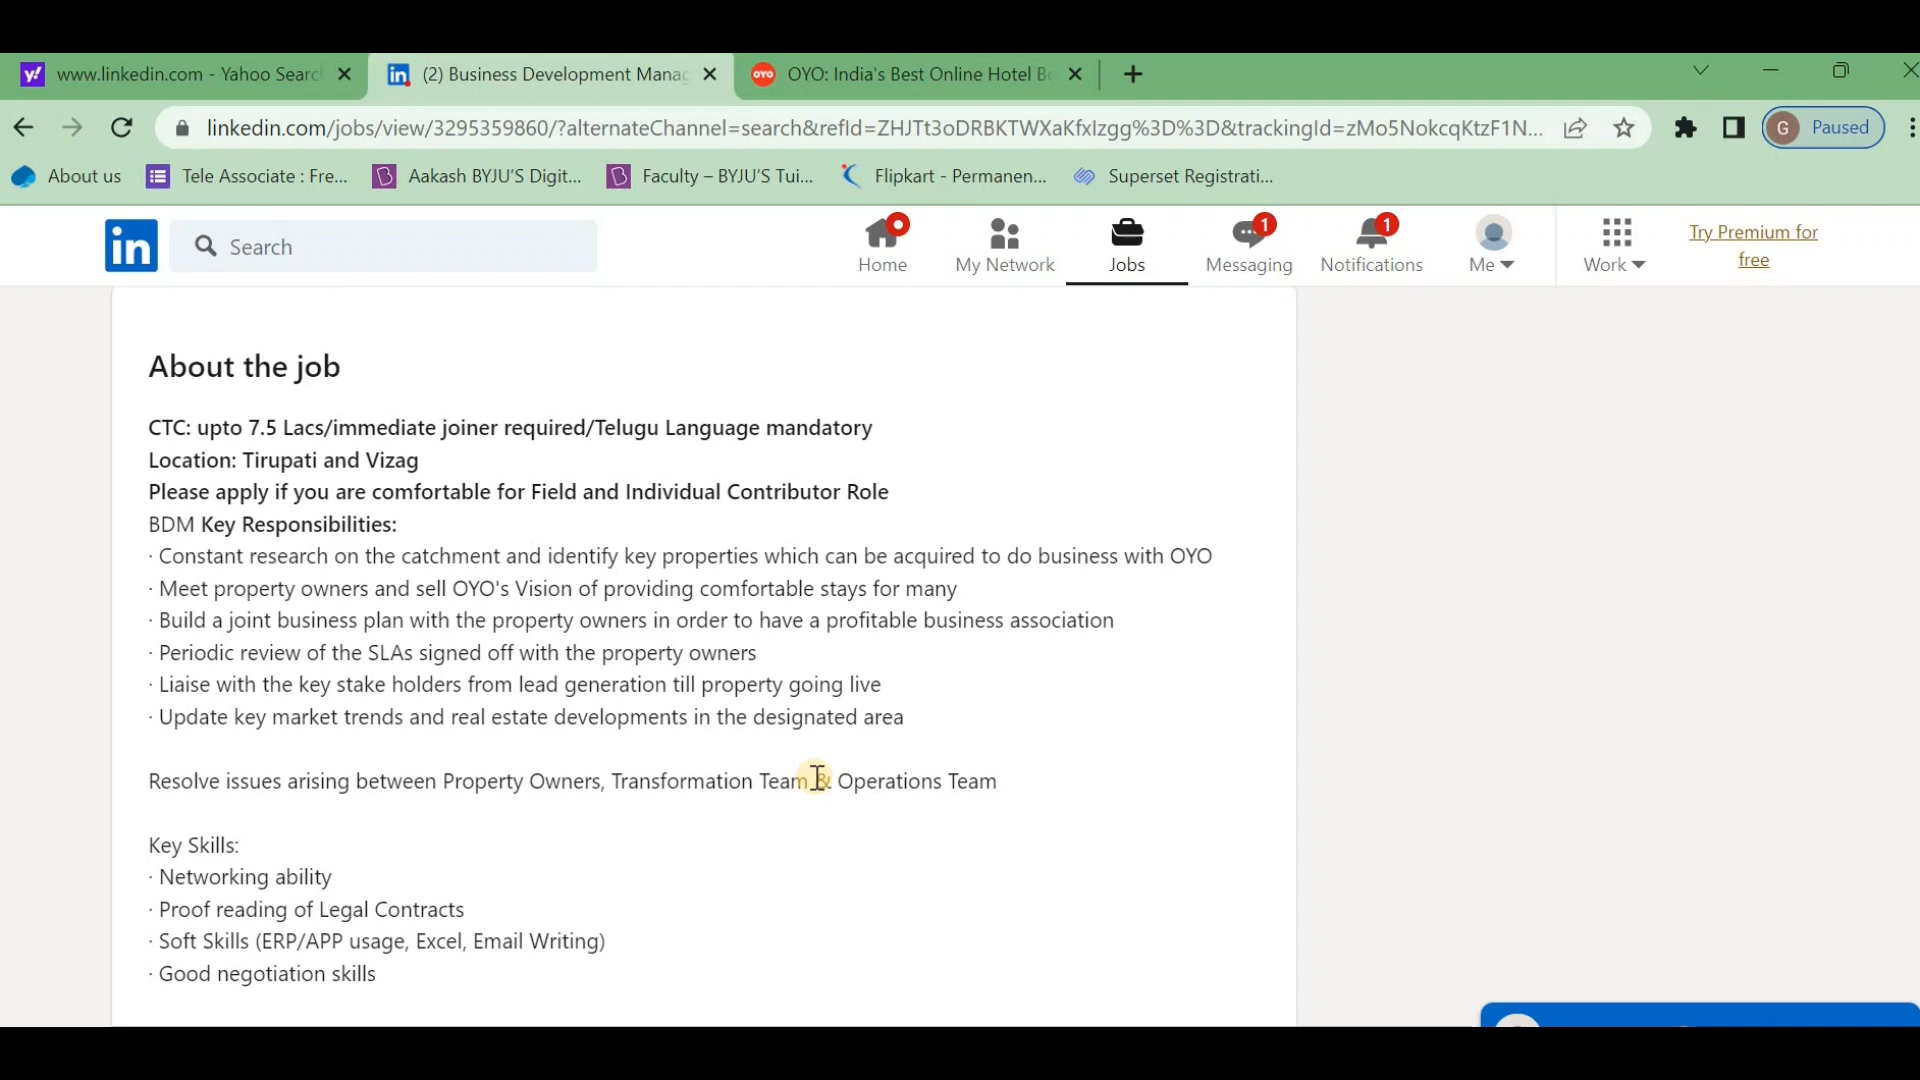 www.linkedin.com - Yahoo Searc
(2) Business Development Manag
OYO: India's Best Online Hotel Bo
linkedin.com/jobs/view/3295359860/?alternateChannel=search&refId=ZHJTt3oDRBKTWXaKfxIzgg%3D%3D&trackingId=zMo5NokcqKtzF1N...
G Paused
About us
Tele Associate : Fre...
Aakash BYJU'S Digit...
Faculty – BYJU'S Tui...
Flipkart - Permanen...
Superset Registrati...
in
Search
Home
My Network
Jobs
1
Messaging
1
Notifications
Me
Work
Try Premium for
free
About the job
CTC: upto 7.5 Lacs/immediate joiner required/Telugu Language mandatory
Location: Tirupati and Vizag
Please apply if you are comfortable for Field and Individual Contributor Role
BDM Key Responsibilities:
· Constant research on the catchment and identify key properties which can be acquired to do business with OYO
· Meet property owners and sell OYO's Vision of providing comfortable stays for many
· Build a joint business plan with the property owners in order to have a profitable business association
· Periodic review of the SLAs signed off with the property owners
· Liaise with the key stake holders from lead generation till property going live
· Update key market trends and real estate developments in the designated area
Resolve issues arising between Property Owners, Transformation Team & Operations Team
Key Skills:
· Networking ability
· Proof reading of Legal Contracts
· Soft Skills (ERP/APP usage, Excel, Email Writing)
· Good negotiation skills